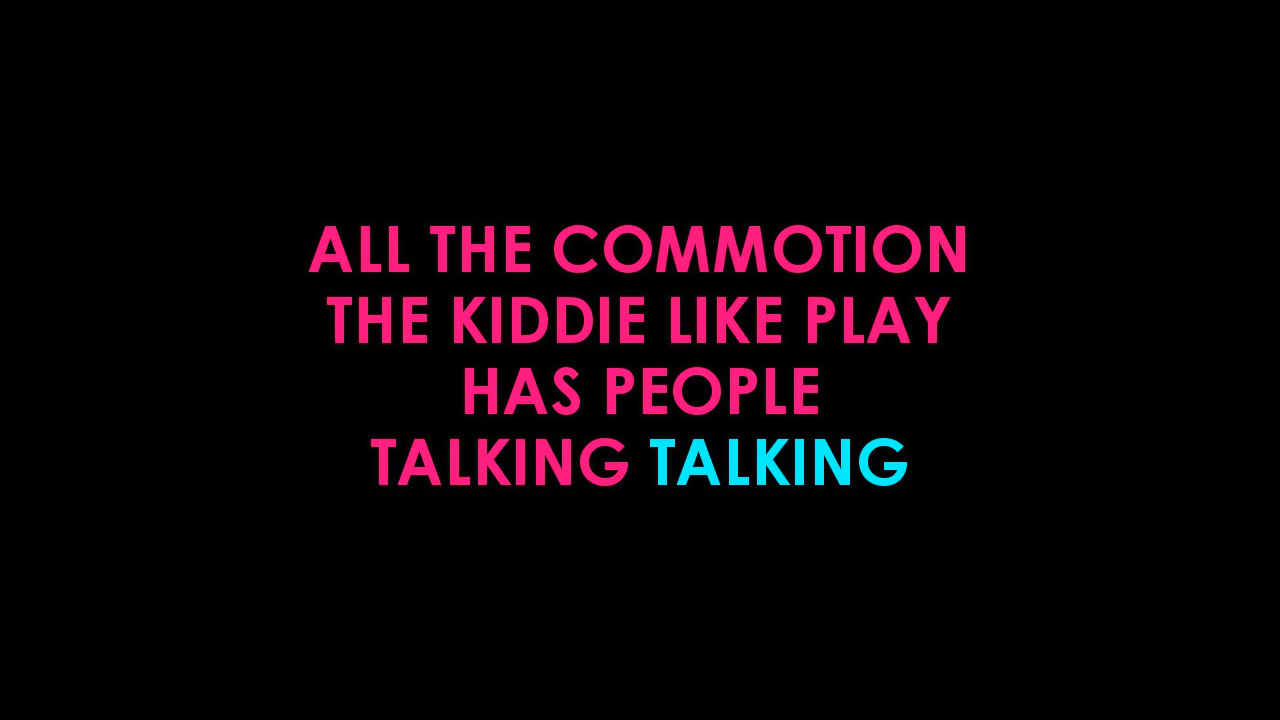 ALL THE COMMOTION
THE KIDDIE LIKE PLAY
HAS PEOPLE
TALKING TALKING